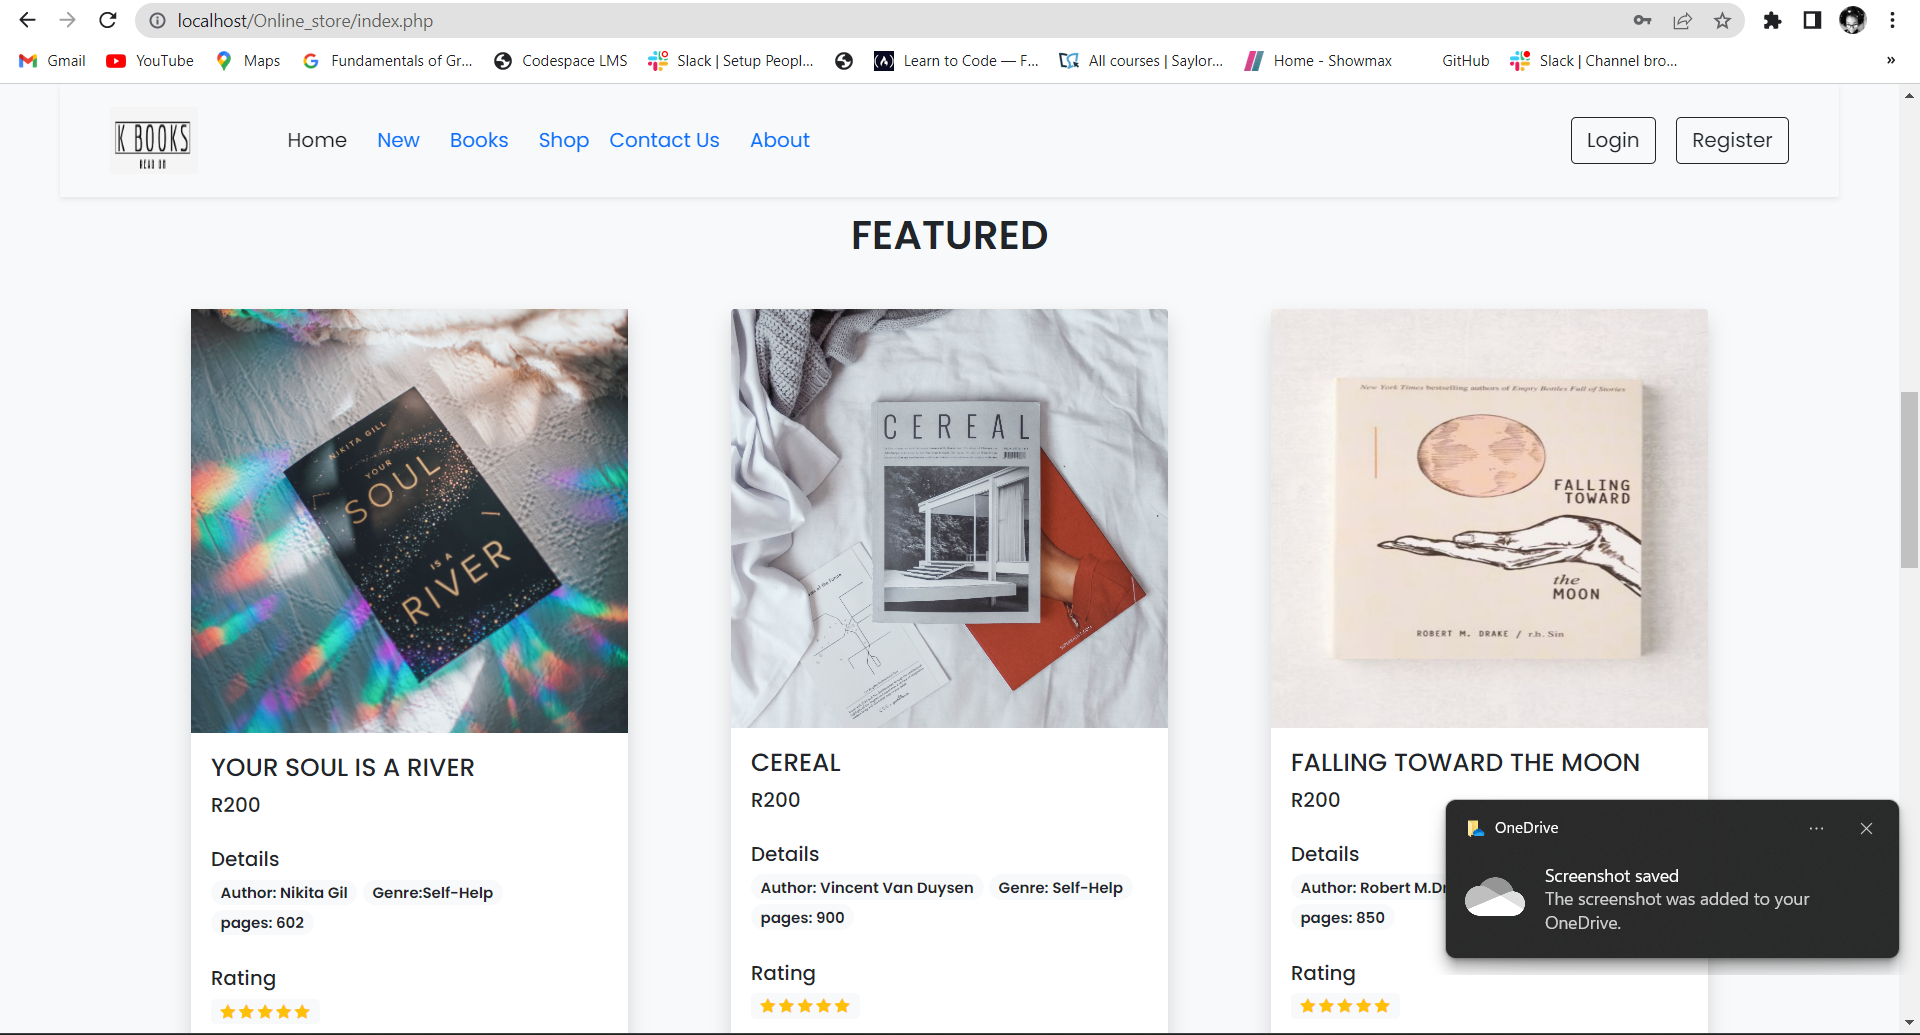 localhost/Online_store/index.php
Gmail YouTube Maps Fundamentals of Gr... Codespace LMS Slack | Setup Peopl... Learn to Code — F... All courses | Saylor... Home - Showmax GitHub Slack | Channel bro... »
K BOOKS
READ ON
Home New Books Shop Contact Us About Login Register
FEATURED
NIKITA GILL
YOUR
SOUL
IS A
RIVER
CEREAL
New York Times bestselling authors of Empty Bottles Full of Stories
FALLING
TOWARD
the
MOON
ROBERT M. DRAKE / r.h. Sin
YOUR SOUL IS A RIVER
R200
Details
Author: Nikita Gil Genre:Self-Help
pages: 602
Rating
CEREAL
R200
Details
Author: Vincent Van Duysen Genre: Self-Help
pages: 900
Rating
FALLING TOWARD THE MOON
R200
Details
Author: Robert M.Dr
pages: 850
Rating
OneDrive
Screenshot saved
The screenshot was added to your
OneDrive.